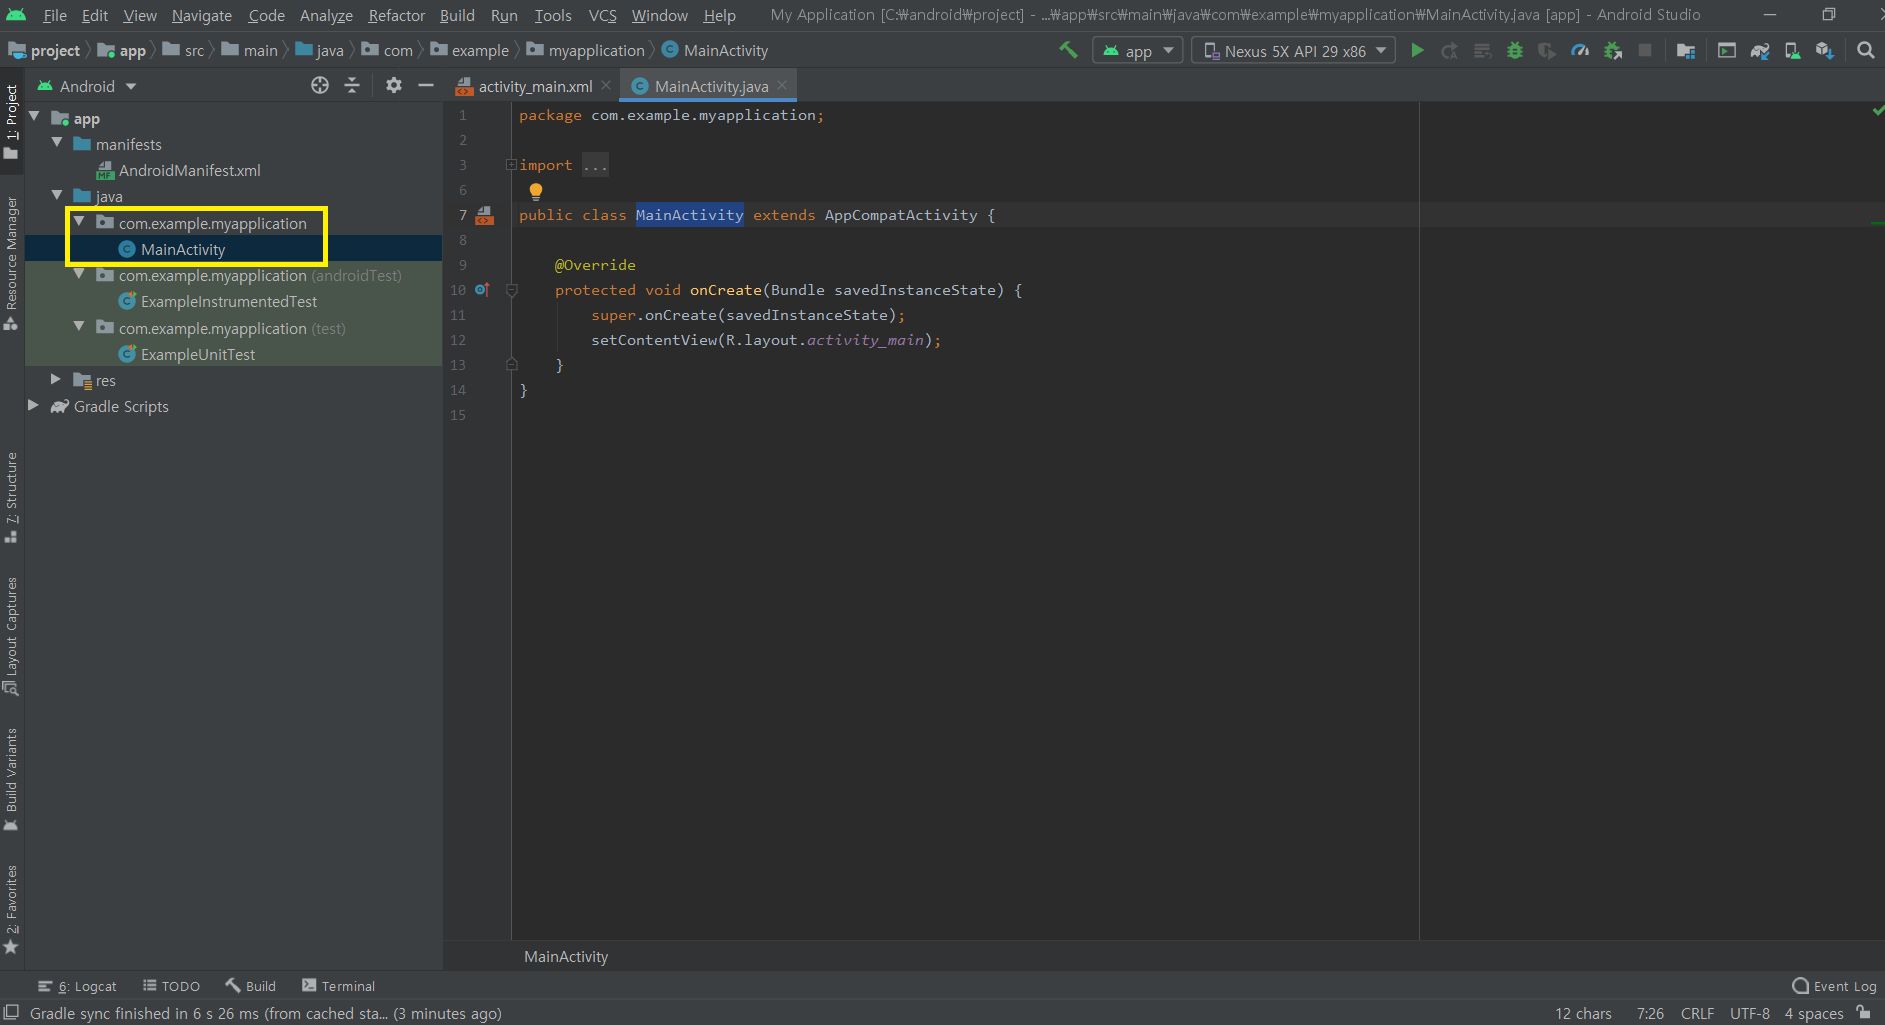 File Edit View Navigate Code Analyze Refactor Build Run Tools VCS Window Help My Application [C:₩android₩project] - ...₩app₩src₩main₩java₩com₩example₩myapplication₩MainActivity.java [app] - Android Studio
project app src main java com example myapplication MainActivity app Nexus 5X API 29 x86
Android
activity_main.xml MainActivity.java
app
manifests
AndroidManifest.xml
java
com.example.myapplication
MainActivity
com.example.myapplication (androidTest)
ExampleInstrumentedTest
com.example.myapplication (test)
ExampleUnitTest
res
Gradle Scripts
1: Project
Resource Manager
7: Structure
Layout Captures
Build Variants
2: Favorites
1 package com.example.myapplication;
2
3 import ...
6
7 public class MainActivity extends AppCompatActivity {
8
9 @Override
10 protected void onCreate(Bundle savedInstanceState) {
11 super.onCreate(savedInstanceState);
12 setContentView(R.layout.activity_main);
13 }
14 }
15
MainActivity
6: Logcat TODO Build Terminal Event Log
Gradle sync finished in 6 s 26 ms (from cached sta... (3 minutes ago) 12 chars 7:26 CRLF UTF-8 4 spaces